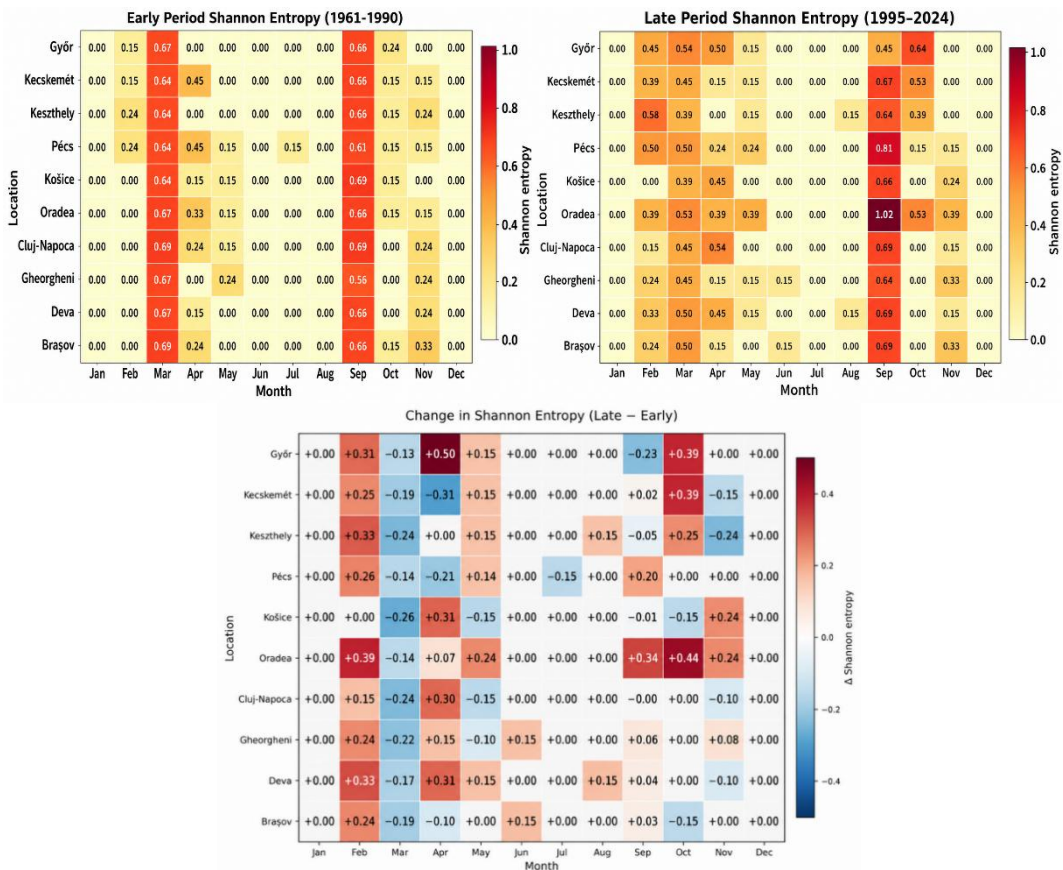 Early Period Shannon Entropy (1961-1990)
Győr 0.00 0.15 0.67 0.00 0.00 0.00 0.00 0.00 0.66 0.24 0.00 0.00
Kecskemét 0.00 0.15 0.64 0.45 0.00 0.00 0.00 0.00 0.66 0.15 0.15 0.00
Keszthely 0.00 0.24 0.64 0.00 0.00 0.00 0.00 0.00 0.66 0.15 0.24 0.00
Pécs 0.00 0.24 0.64 0.45 0.15 0.00 0.15 0.00 0.61 0.15 0.15 0.00
Košice 0.00 0.00 0.64 0.15 0.15 0.00 0.00 0.00 0.69 0.15 0.00 0.00
Oradea 0.00 0.00 0.67 0.33 0.15 0.00 0.00 0.00 0.66 0.15 0.15 0.00
Cluj-Napoca 0.00 0.00 0.69 0.24 0.15 0.00 0.00 0.00 0.69 0.00 0.24 0.00
Gheorgheni 0.00 0.00 0.67 0.00 0.24 0.00 0.00 0.00 0.56 0.00 0.24 0.00
Deva 0.00 0.00 0.67 0.15 0.00 0.00 0.00 0.00 0.66 0.00 0.24 0.00
Brașov 0.00 0.00 0.69 0.24 0.00 0.00 0.00 0.00 0.66 0.15 0.33 0.00
Jan Feb Mar Apr May Jun Jul Aug Sep Oct Nov Dec
Month
Location
1.0
0.8
0.6
0.4
0.2
0.0
Shannon entropy
Late Period Shannon Entropy (1995–2024)
Győr 0.00 0.45 0.54 0.50 0.15 0.00 0.00 0.00 0.45 0.64 0.00 0.00
Kecskemét 0.00 0.39 0.45 0.15 0.15 0.00 0.00 0.00 0.67 0.53 0.00 0.00
Keszthely 0.00 0.58 0.39 0.00 0.15 0.00 0.00 0.15 0.64 0.39 0.00 0.00
Pécs 0.00 0.50 0.50 0.24 0.24 0.00 0.00 0.00 0.81 0.15 0.15 0.00
Košice 0.00 0.00 0.39 0.45 0.00 0.00 0.00 0.00 0.66 0.00 0.24 0.00
Oradea 0.00 0.39 0.53 0.39 0.39 0.00 0.00 0.00 1.02 0.53 0.39 0.00
Cluj-Napoca 0.00 0.15 0.45 0.54 0.00 0.00 0.00 0.00 0.69 0.00 0.15 0.00
Gheorgheni 0.00 0.24 0.45 0.15 0.15 0.15 0.00 0.00 0.64 0.00 0.33 0.00
Deva 0.00 0.33 0.50 0.45 0.15 0.00 0.00 0.15 0.69 0.00 0.15 0.00
Brașov 0.00 0.24 0.50 0.15 0.00 0.15 0.00 0.00 0.69 0.00 0.33 0.00
Jan Feb Mar Apr May Jun Jul Aug Sep Oct Nov Dec
Month
Location
1.0
0.8
0.6
0.4
0.2
0.0
Shannon entropy
Change in Shannon Entropy (Late − Early)
Győr +0.00 +0.31 −0.13 +0.50 +0.15 +0.00 +0.00 +0.00 −0.23 +0.39 +0.00 +0.00
Kecskemét +0.00 +0.25 −0.19 −0.31 +0.15 +0.00 +0.00 +0.00 +0.02 +0.39 −0.15 +0.00
Keszthely +0.00 +0.33 −0.24 +0.00 +0.15 +0.00 +0.00 +0.15 −0.05 +0.25 −0.24 +0.00
Pécs +0.00 +0.26 −0.14 −0.21 +0.14 +0.00 −0.15 +0.00 +0.20 +0.00 +0.00 +0.00
Košice +0.00 +0.00 −0.26 +0.31 −0.15 +0.00 +0.00 +0.00 −0.01 −0.15 +0.24 +0.00
Oradea +0.00 +0.39 −0.14 +0.07 +0.24 +0.00 +0.00 +0.00 +0.34 +0.44 +0.24 +0.00
Cluj-Napoca +0.00 +0.15 −0.24 +0.30 −0.15 +0.00 +0.00 +0.00 −0.00 +0.00 −0.10 +0.00
Gheorgheni +0.00 +0.24 −0.22 +0.15 −0.10 +0.15 +0.00 +0.00 +0.06 +0.00 +0.08 +0.00
Deva +0.00 +0.33 −0.17 +0.31 +0.15 +0.00 +0.00 +0.15 +0.04 +0.00 −0.10 +0.00
Brașov +0.00 +0.24 −0.19 −0.10 +0.00 +0.15 +0.00 +0.00 +0.03 −0.15 +0.00 +0.00
Jan Feb Mar Apr May Jun Jul Aug Sep Oct Nov Dec
Month
Location
0.4
0.2
0.0
−0.2
−0.4
Δ Shannon entropy